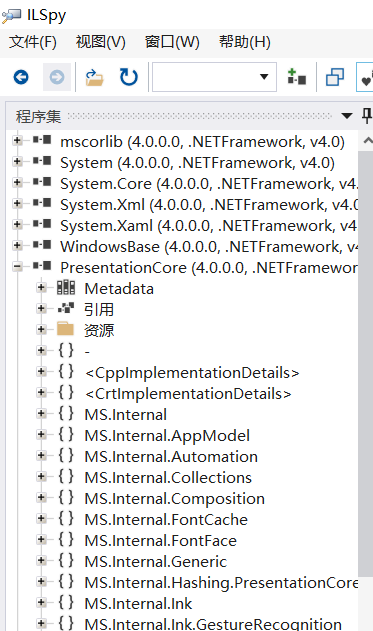 ILSpy
文件(F) 视图(V) 窗口(W) 帮助(H)
程序集
mscorlib (4.0.0.0, .NETFramework, v4.0)
System (4.0.0.0, .NETFramework, v4.0)
System.Core (4.0.0.0, .NETFramework, v4.
System.Xml (4.0.0.0, .NETFramework, v4.0
System.Xaml (4.0.0.0, .NETFramework, v4.
WindowsBase (4.0.0.0, .NETFramework, v4
PresentationCore (4.0.0.0, .NETFramewor
Metadata
引用
资源
{} -
{} <CppImplementationDetails>
{} <CrtImplementationDetails>
{} MS.Internal
{} MS.Internal.AppModel
{} MS.Internal.Automation
{} MS.Internal.Collections
{} MS.Internal.Composition
{} MS.Internal.FontCache
{} MS.Internal.FontFace
{} MS.Internal.Generic
{} MS.Internal.Hashing.PresentationCore
{} MS.Internal.Ink
{} MS.Internal.Ink.GestureRecognition